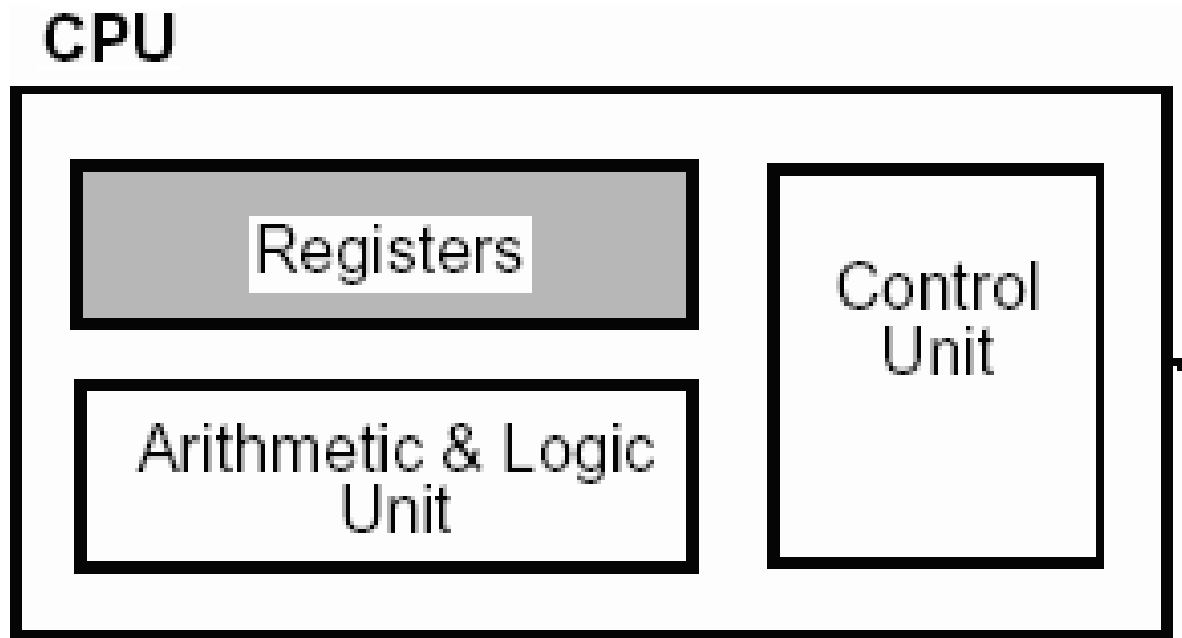 CPU
Registers
Control
Unit
Arithmetic & Logic
Unit